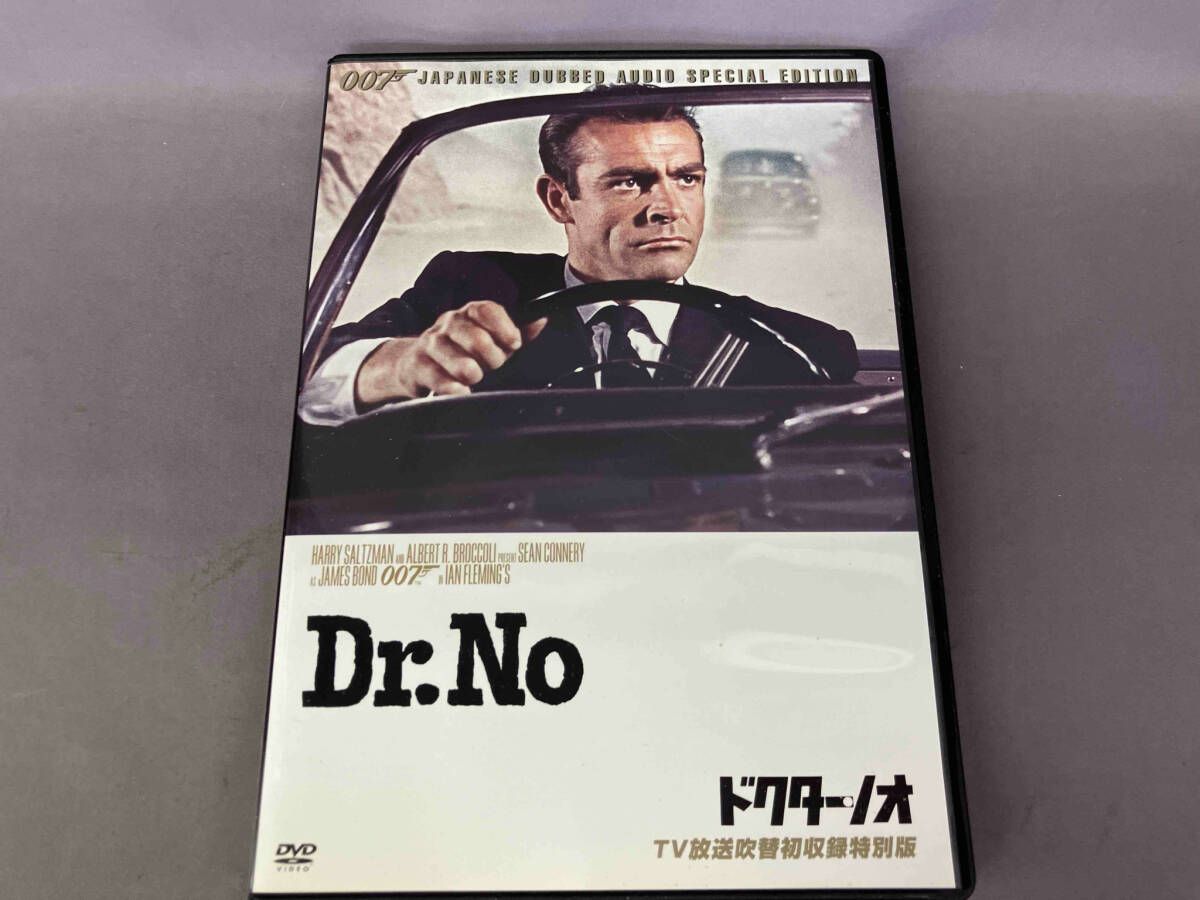 007 JAPANESE DUBBED AUDIO SPECIAL EDITION
HARRY SALTZMAN AND ALBERT R. BROCCOLI PRESENT SEAN CONNERY
AS JAMES BOND 007 IN IAN FLEMING'S
Dr.No
ドクター・ノオ
TV放送吹替初収録特別版
DVD
VIDEO